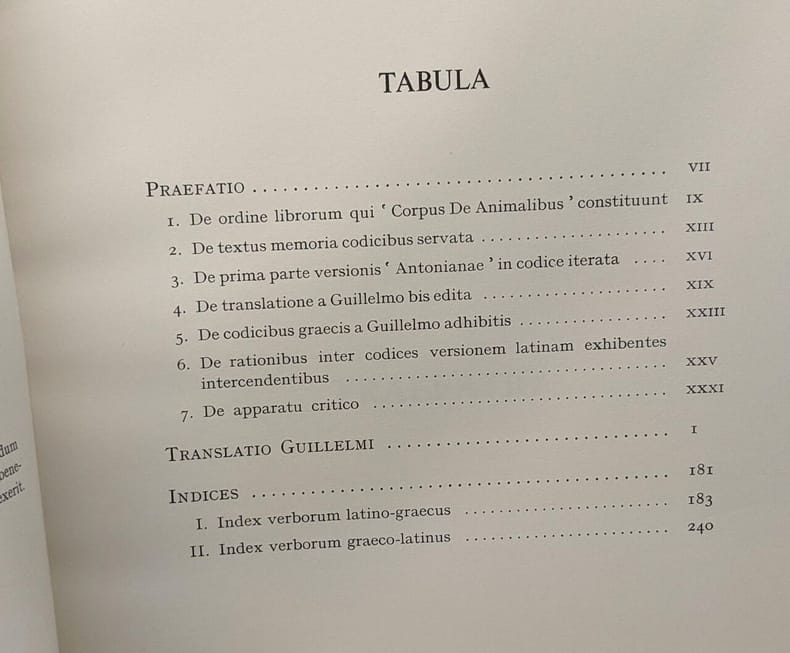 TABULA
PRAEFATIO . . . . . . . . . . . . . . . . . . . . . . . . . . . . . . . . . . . . . . . . . VII
1. De ordine librorum qui ‘ Corpus De Animalibus ’ constituunt IX
2. De textus memoria codicibus servata . . . . . . . . . . . . . . . . . . . XIII
3. De prima parte versionis ‘ Antonianae ’ in codice iterata . . . . XVI
4. De translatione a Guillelmo bis edita . . . . . . . . . . . . . . . . . . . XIX
5. De codicibus graecis a Guillelmo adhibitis . . . . . . . . . . . . . . . XXIII
6. De rationibus inter codices versionem latinam exhibentes
intercendentibus . . . . . . . . . . . . . . . . . . . . . . . . . . . . . . . . . XXV
7. De apparatu critico . . . . . . . . . . . . . . . . . . . . . . . . . . . . . . XXXI
TRANSLATIO GUILLELMI . . . . . . . . . . . . . . . . . . . . . . . . . . . . 1
INDICES . . . . . . . . . . . . . . . . . . . . . . . . . . . . . . . . . . . . . . . . . 181
I. Index verborum latino-graecus . . . . . . . . . . . . . . . . . . . . . 183
II. Index verborum graeco-latinus . . . . . . . . . . . . . . . . . . . . . 240